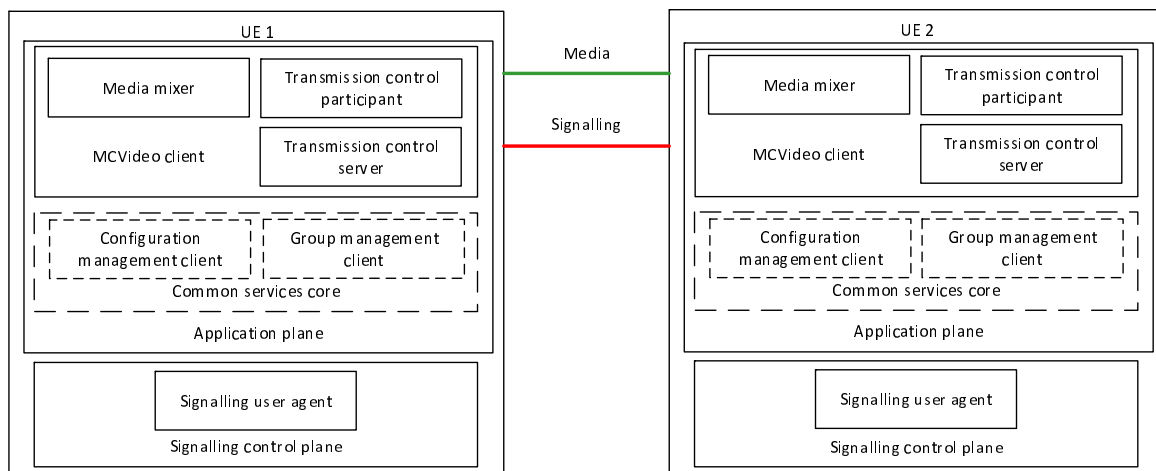 UE 1
Media mixer
Transmission control
participant
MCVideo client
Transmission control
server
Configuration
management client
Group management
client
Common services core
Application plane
Signalling user agent
Signalling control plane
Media
Signalling
UE 2
Media mixer
Transmission control
participant
MCVideo client
Transmission control
server
Configuration
management client
Group management
client
Common services core
Application plane
Signalling user agent
Signalling control plane